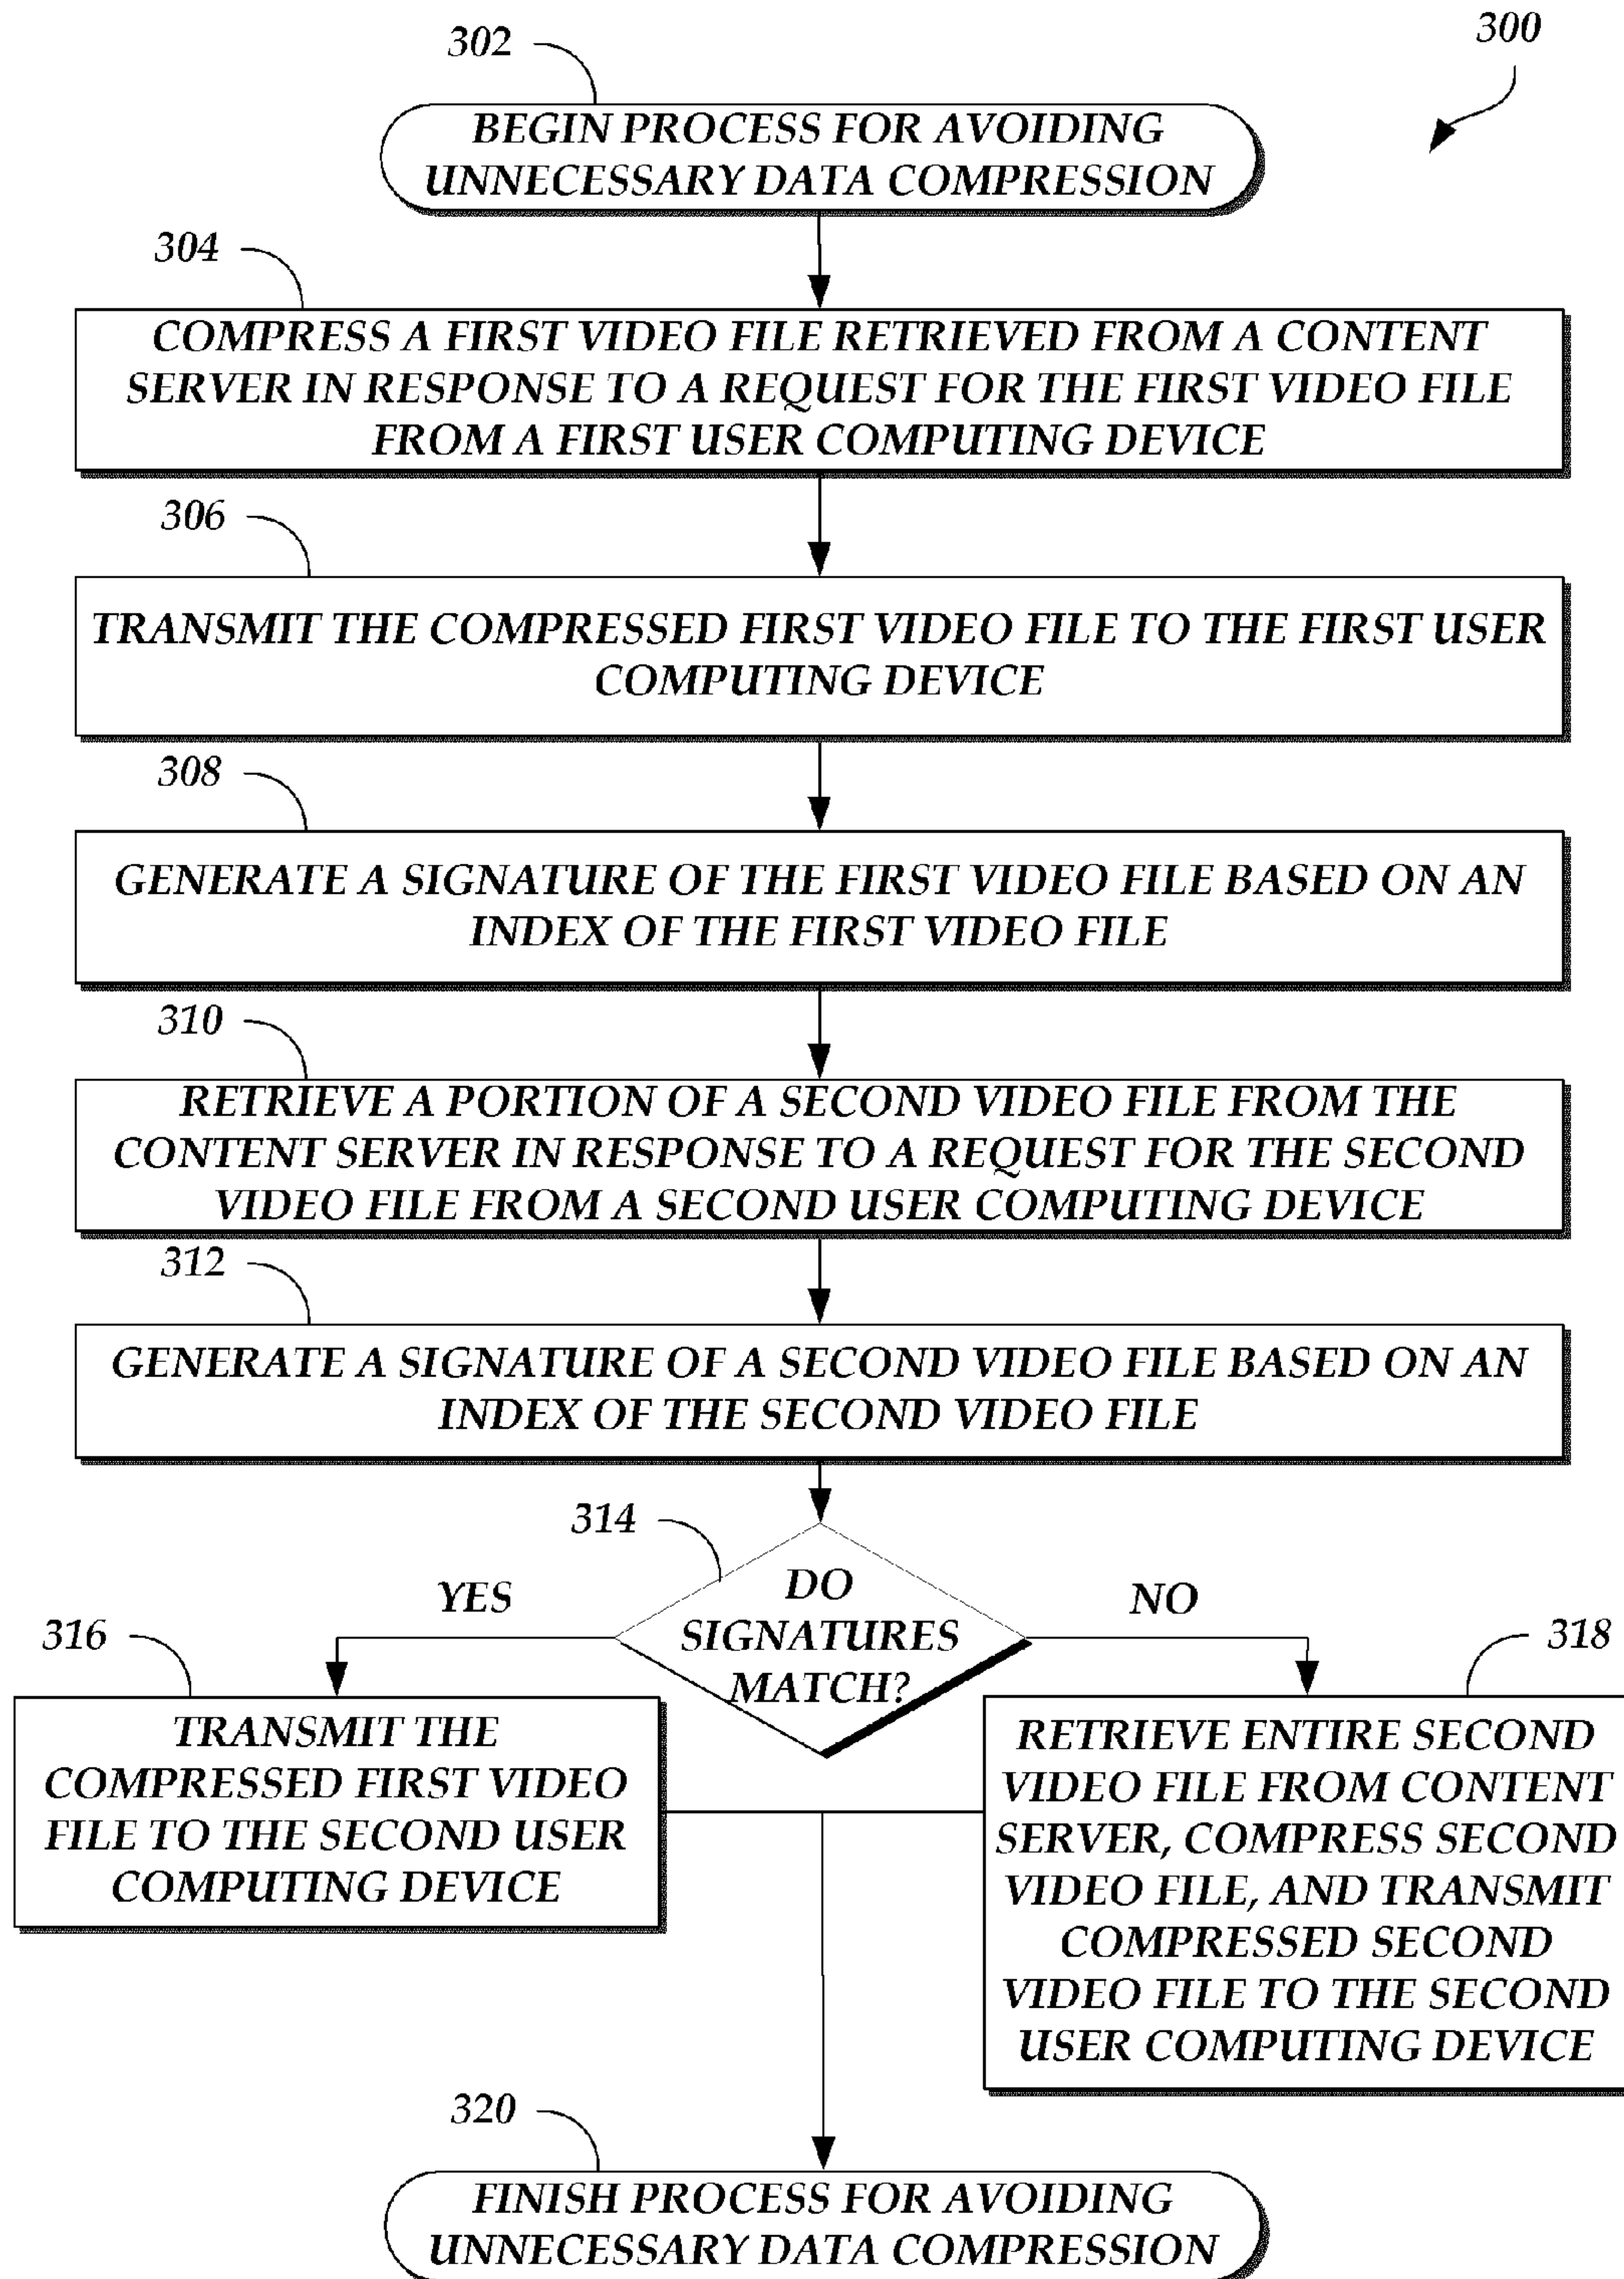 302
300
BEGIN PROCESS FOR AVOIDING
UNNECESSARY DATA COMPRESSION
304
COMPRESS A FIRST VIDEO FILE RETRIEVED FROM A CONTENT
SERVER IN RESPONSE TO A REQUEST FOR THE FIRST VIDEO FILE
FROM A FIRST USER COMPUTING DEVICE
306
TRANSMIT THE COMPRESSED FIRST VIDEO FILE TO THE FIRST USER
COMPUTING DEVICE
308
GENERATE A SIGNATURE OF THE FIRST VIDEO FILE BASED ON AN
INDEX OF THE FIRST VIDEO FILE
310
RETRIEVE A PORTION OF A SECOND VIDEO FILE FROM THE
CONTENT SERVER IN RESPONSE TO A REQUEST FOR THE SECOND
VIDEO FILE FROM A SECOND USER COMPUTING DEVICE
312
GENERATE A SIGNATURE OF A SECOND VIDEO FILE BASED ON AN
INDEX OF THE SECOND VIDEO FILE
314
DO
SIGNATURES
MATCH?
YES
NO
316
TRANSMIT THE
COMPRESSED FIRST VIDEO
FILE TO THE SECOND USER
COMPUTING DEVICE
318
RETRIEVE ENTIRE SECOND
VIDEO FILE FROM CONTENT
SERVER, COMPRESS SECOND
VIDEO FILE, AND TRANSMIT
COMPRESSED SECOND
VIDEO FILE TO THE SECOND
USER COMPUTING DEVICE
320
FINISH PROCESS FOR AVOIDING
UNNECESSARY DATA COMPRESSION